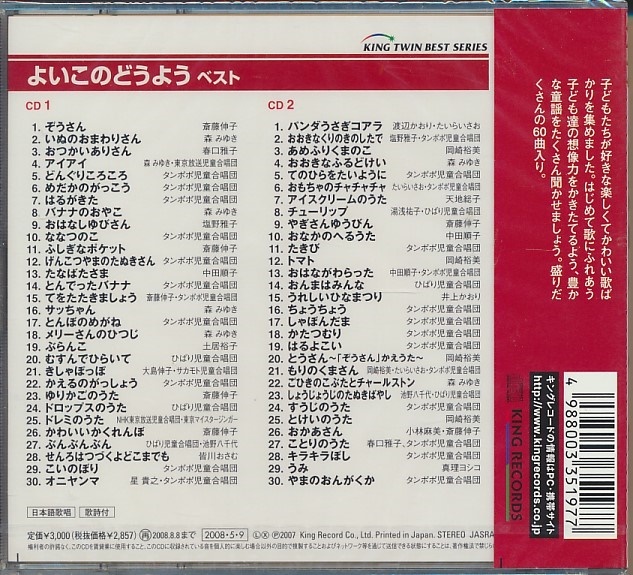 KING TWIN BEST SERIES
よいこのどうよう ベスト
CD 1
1. ぞうさん 斎藤伸子
2. いぬのおまわりさん 森 みゆき
3. おつかいありさん 春口雅子
4. アイアイ 森 みゆき・東京放送児童合唱団
5. どんぐりころころ タンポポ児童合唱団
6. めだかのがっこう タンポポ児童合唱団
7. はるがきた タンポポ児童合唱団
8. バナナのおやこ 森 みゆき
9. おはなしゆびさん 塩野雅子
10. ななつのこ タンポポ児童合唱団
11. ふしぎなポケット 斎藤伸子
12. げんこつやまのたぬきさん タンポポ児童合唱団
13. たなばたさま 中田順子
14. とんでったバナナ タンポポ児童合唱団
15. てをたたきましょう 斎藤伸子・タンポポ児童合唱団
16. サッちゃん 森 みゆき
17. とんぼのめがね タンポポ児童合唱団
18. メリーさんのひつじ 森 みゆき
19. ぶらんこ 土居裕子
20. むすんでひらいて ひばり児童合唱団
21. きしゃぽっぽ 大島伸子・サカモト児童合唱団
22. かえるのがっしょう タンポポ児童合唱団
23. ゆりかごのうた 斎藤伸子
24. ドロップスのうた ひばり児童合唱団
25. ドレミのうた NHK東京放送児童合唱団・東京マイスタージンガー
26. かわいいかくれんぼ 斎藤伸子
27. ぶんぶんぶん ひばり児童合唱団・池野八千代
28. せんろはつづくよどこまでも 皆川おさむ
29. こいのぼり タンポポ児童合唱団
30. オニヤンマ 星 貴之・タンポポ児童合唱団
CD 2
1. パンダうさぎコアラ 渡辺かおり・たいらいさお
2. おおきなくりのきのしたで 塩野雅子・タンポポ児童合唱団
3. あめふりくまのこ 岡崎裕美
4. おおきなふるどけい 森 みゆき
5. てのひらをたいように タンポポ児童合唱団
6. おもちゃのチャチャチャ たいらいさお・タンポポ児童合唱団
7. アイスクリームのうた 天地総子
8. チューリップ 湯浅祐子・ひばり児童合唱団
9. やぎさんゆうびん 斎藤伸子
10. おなかのへるうた 中田順子
11. たきび タンポポ児童合唱団
12. トマト 岡崎裕美
13. おはながわらった 中田順子・タンポポ児童合唱団
14. おんまはみんな ひばり児童合唱団
15. うれしいひなまつり 井上かおり
16. ちょうちょう タンポポ児童合唱団
17. しゃぼんだま タンポポ児童合唱団
18. かたつむり タンポポ児童合唱団
19. はるよこい タンポポ児童合唱団
20. とうさん〜「ぞうさん」かえうた〜 岡崎裕美
21. もりのくまさん 岡崎裕美・たいらいさお・タンポポ児童合唱団
22. ごひきのこぶたとチャールストン 森 みゆき
23. しょうじょうじのたぬきばやし 池野八千代・ひばり児童合唱団
24. すうじのうた タンポポ児童合唱団
25. とけいのうた 岡崎裕美
26. おかあさん 小林麻美・斎藤伸子
27. ことりのうた 春口雅子、タンポポ児童合唱団
28. キラキラぼし タンポポ児童合唱団
29. うみ 真理ヨシコ
30. やまのおんがくか タンポポ児童合唱団
日本語歌唱 歌詩付
定価¥3,000(税抜価格¥2,857) 再 2008.8.8まで 2008・5・9 Ⓛ Ⓧ Ⓟ2007 King Record Co., Ltd. Printed in Japan. STEREO JASRA
子どもたちが好きな楽しくてかわいい歌ば
かりを集めました。はじめて歌にふれあう
子ども達の想像力をかきたてるよう、豊か
な童謡をたくさん聞かせましょう。盛りだ
くさんの60曲入り。
KING RECORDS
キングレコードの情報はPC・携帯サイト
http://www.kingrecords.co.jp
4 988003 351977